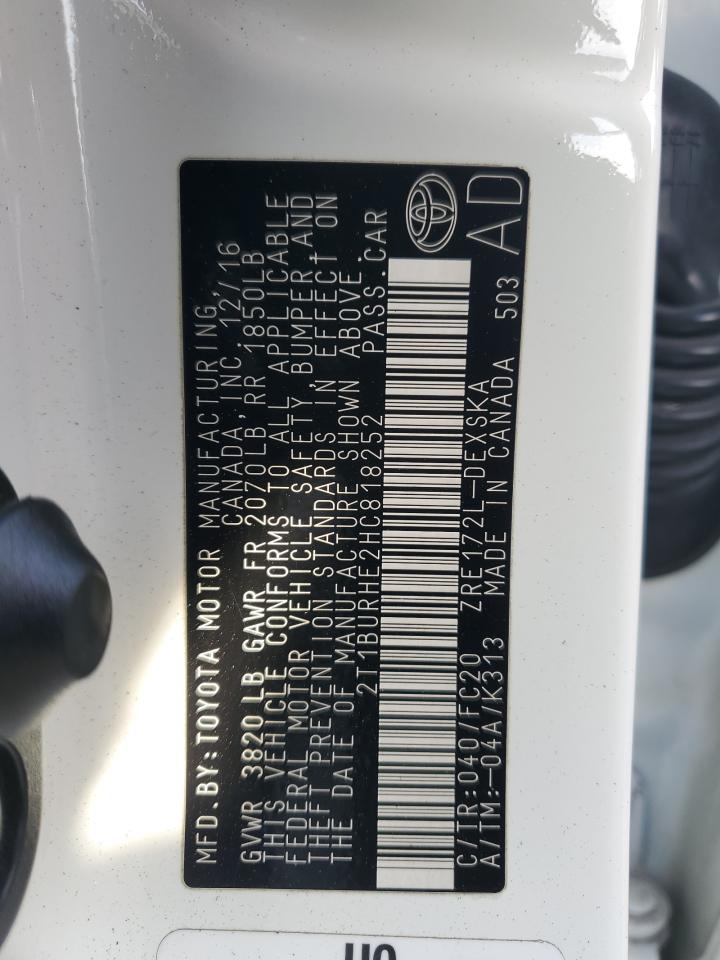 MFD.BY:TOYOTA MOTOR MANUFACTURING,
CANADA, INC. 12/16
GVWR 3820LB GAWR FR 2070LB, RR 1850LB
THIS VEHICLE CONFORMS TO ALL APPLICABLE
FEDERAL MOTOR VEHICLE SAFETY, BUMPER, AND
THEFT PREVENTION STANDARDS IN EFFECT ON
THE DATE OF MANUFACTURE SHOWN ABOVE.
2T1BURHE2HC818252 PASS.CAR
C/TR:040/FC20 ZRE172L-DEXSKA
A/TM:-04A/K313 MADE IN CANADA 503 AD